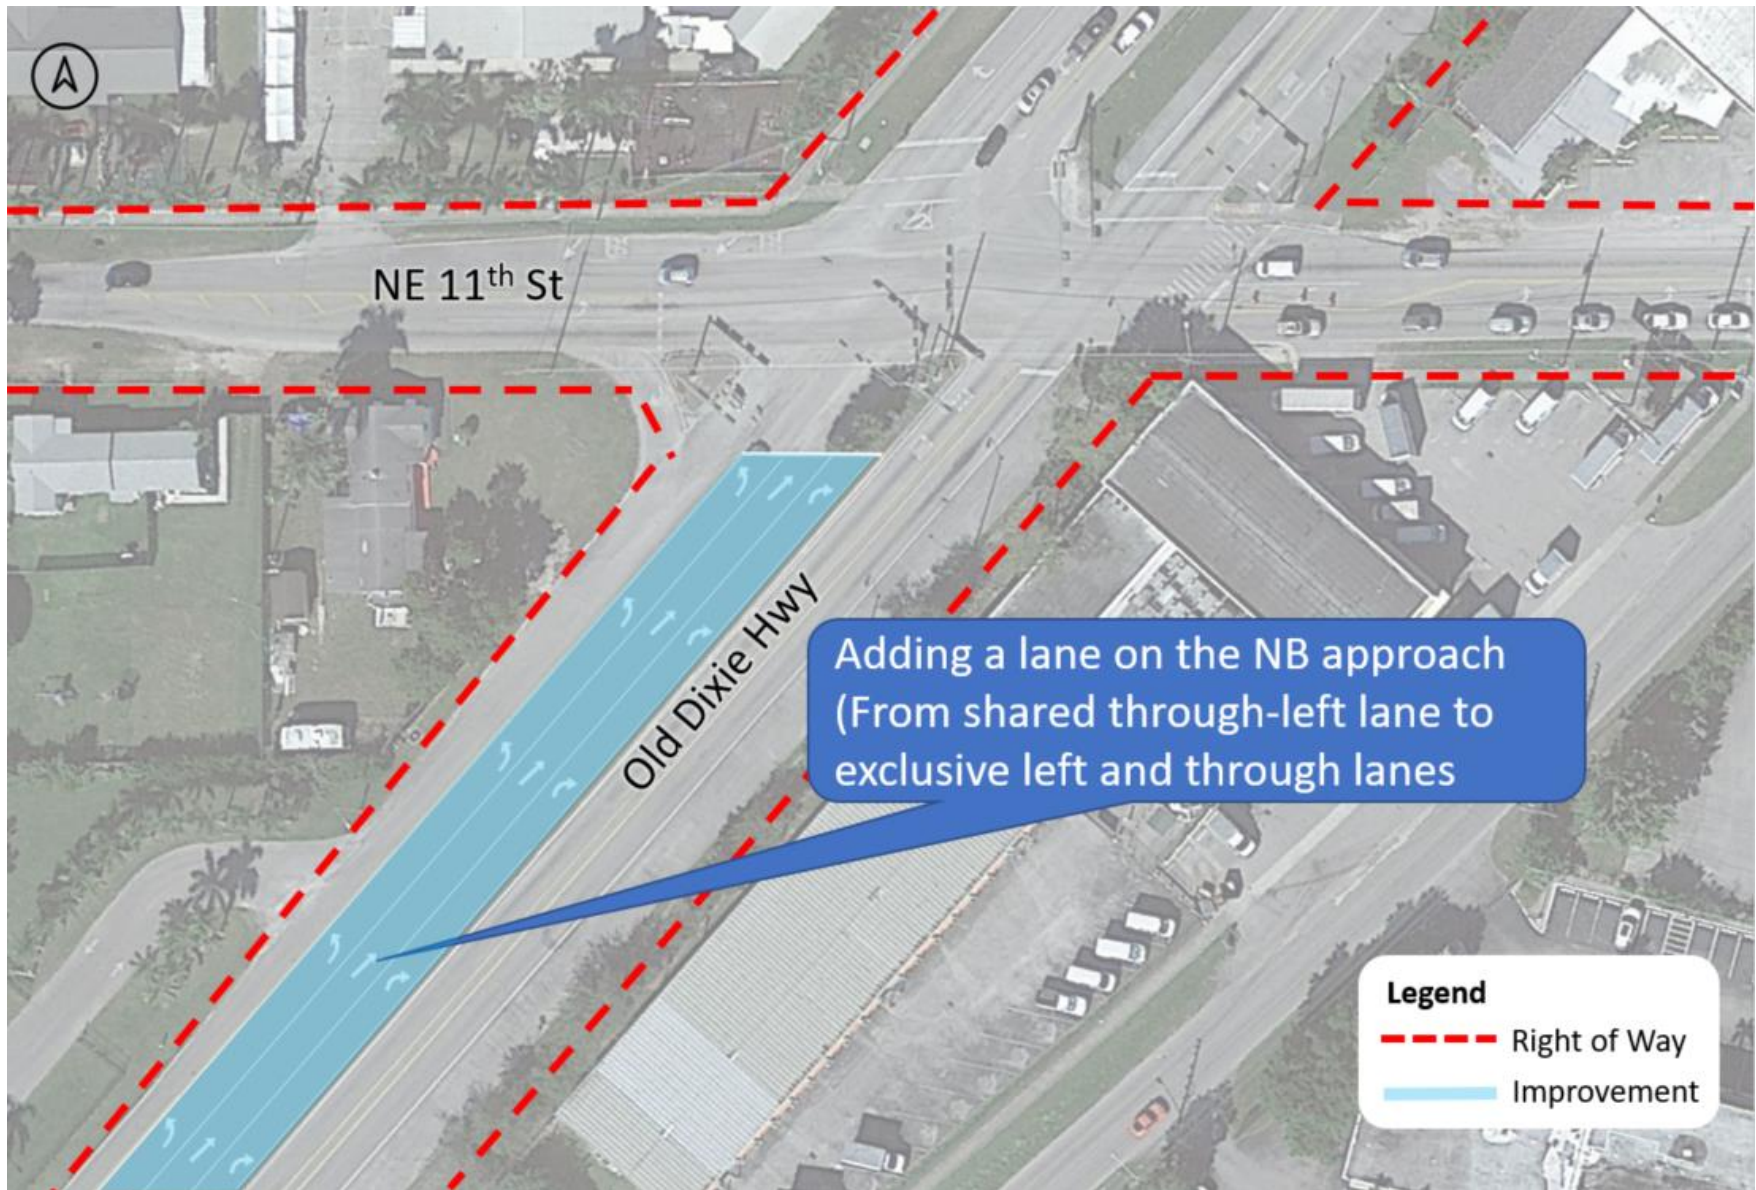 NE 11th St
Old Dixie Hwy
Adding a lane on the NB approach
(From shared through-left lane to
exclusive left and through lanes
Legend
Right of Way
Improvement